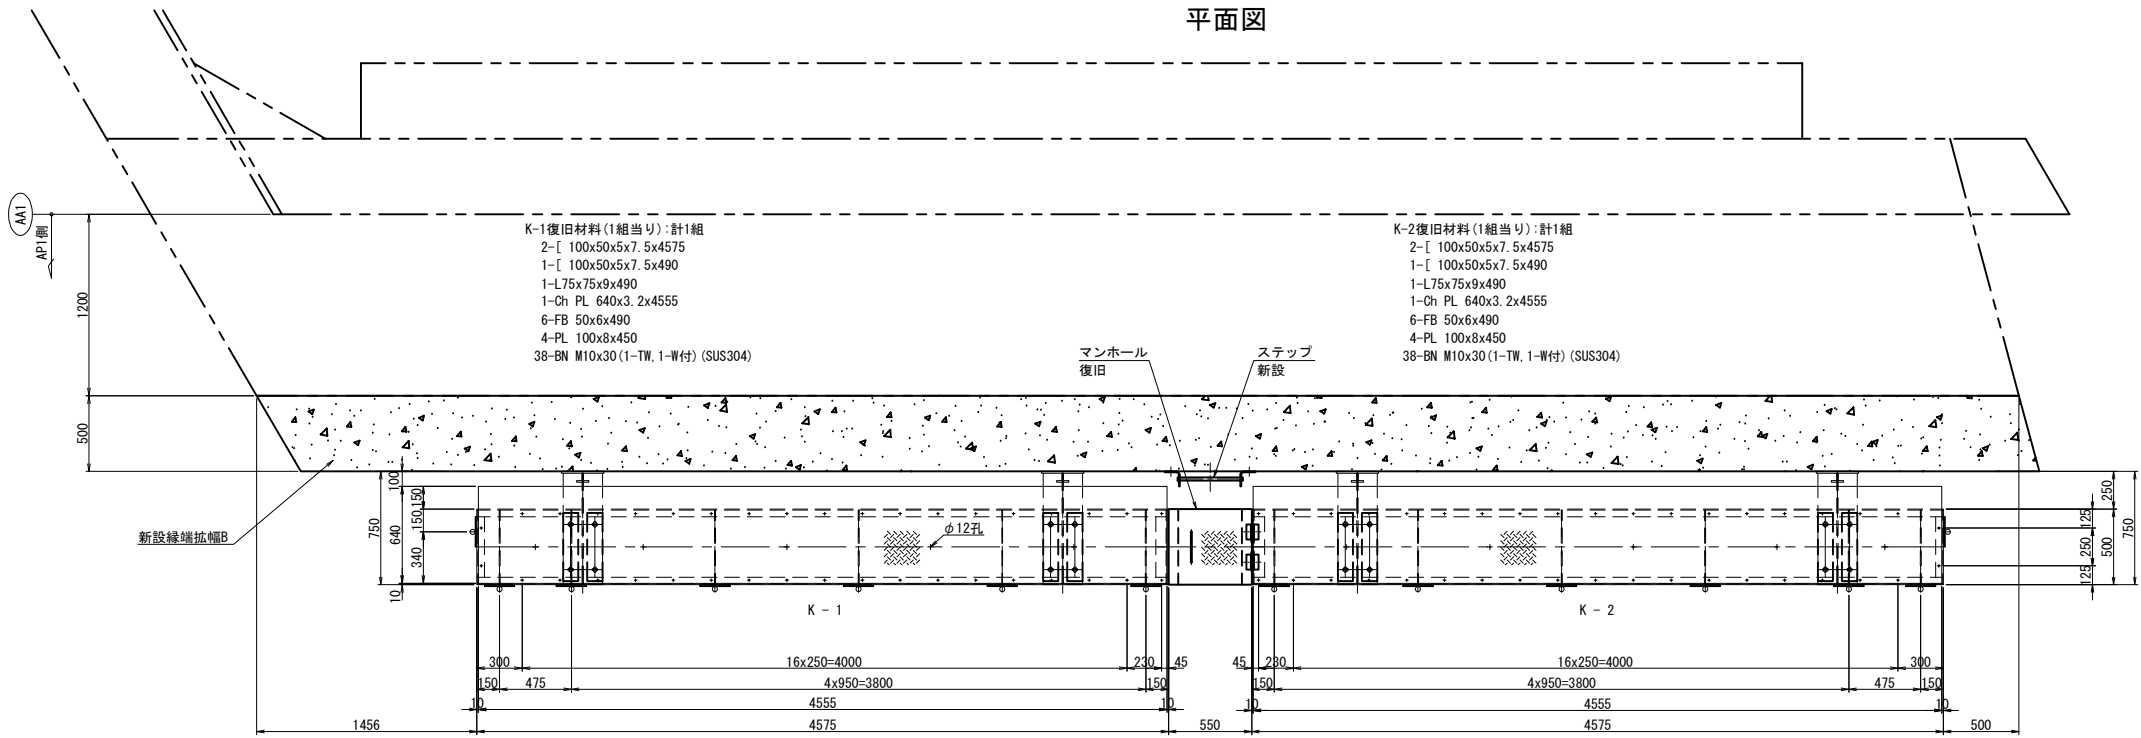 平面図
AA1
AP1側
1200
500
K-1復旧材料(1組当り):計1組
2-[ 100x50x5x7.5x4575
1-[ 100x50x5x7.5x490
1-L75x75x9x490
1-Ch PL 640x3.2x4555
6-FB 50x6x490
4-PL 100x8x450
38-BN M10x30(1-TW,1-W付)(SUS304)
K-2復旧材料(1組当り):計1組
2-[ 100x50x5x7.5x4575
1-[ 100x50x5x7.5x490
1-L75x75x9x490
1-Ch PL 640x3.2x4555
6-FB 50x6x490
4-PL 100x8x450
38-BN M10x30(1-TW,1-W付)(SUS304)
マンホール
復旧
ステップ
新設
新設縁端拡幅B
750
100
640
10
150
150
340
φ12孔
250
125
250
125
500
750
K - 1
K - 2
300
16x250=4000
230
45
45
230
16x250=4000
300
150
475
4x950=3800
150
150
4x950=3800
475
150
10
4555
10
10
4555
10
1456
4575
550
4575
500